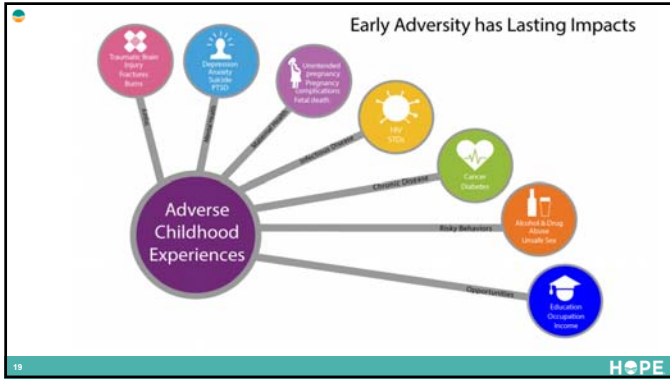 Early Adversity has Lasting Impacts
Traumatic Brain
Injury
Fractures
Burns
Depression
Anxiety
Suicide
PTSD
Unintended
pregnancy
Pregnancy
complications
Fetal death
HIV
STDs
Cancer
Diabetes
Alcohol & Drug
Abuse
Unsafe Sex
Education
Occupation
Income
Injury
Mental Health
Maternal Health
Infectious Disease
Chronic Disease
Risky Behaviors
Opportunities
Adverse
Childhood
Experiences
19
HOPE